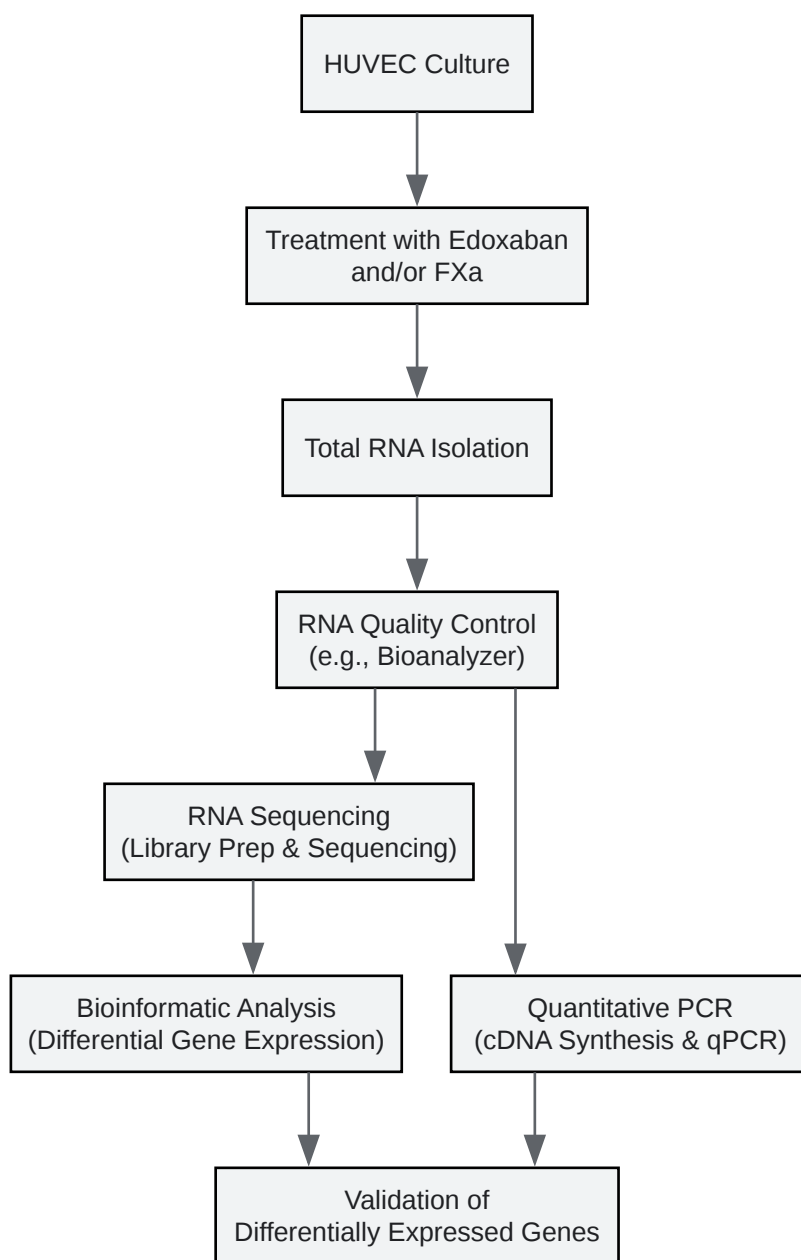 HUVEC Culture
Treatment with Edoxaban
and/or FXa
Total RNA Isolation
RNA Quality Control
(e.g., Bioanalyzer)
RNA Sequencing
(Library Prep & Sequencing)
Bioinformatic Analysis
(Differential Gene Expression)
Quantitative PCR
(cDNA Synthesis & qPCR)
Validation of
Differentially Expressed Genes